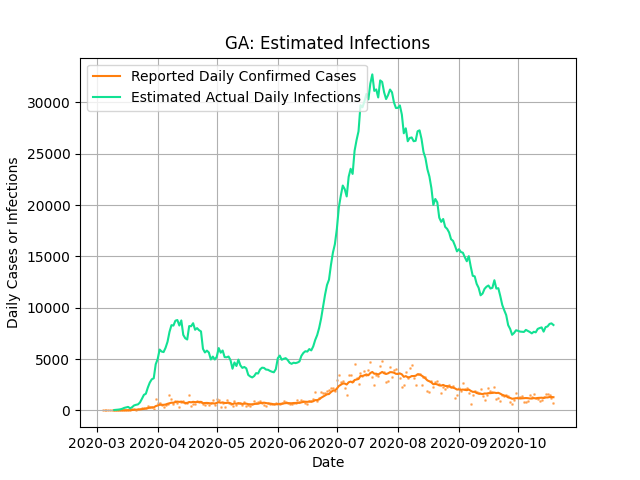 GA: Estimated Infections
Reported Daily Confirmed Cases
Estimated Actual Daily Infections
Daily Cases or Infections
30000
25000
20000
15000
10000
5000
0
2020-03 2020-04 2020-05 2020-06 2020-07 2020-08 2020-09 2020-10
Date